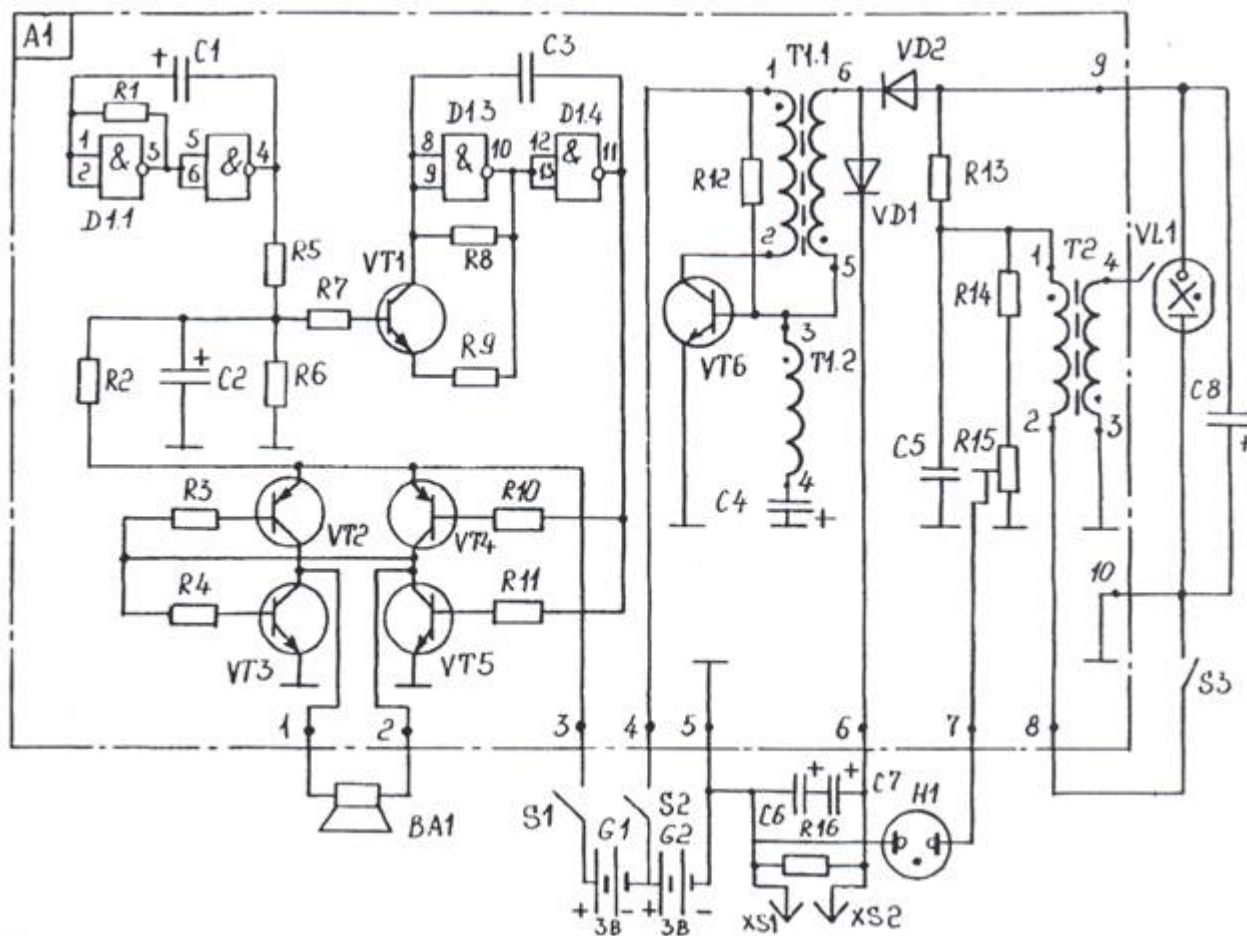 A1
+ C1
C3
T1.1
VD2
1
6
9
R1
D1.3
D1.4
1
2
&
3
5
6
&
4
8
9
&
10
12
13
&
11
R12
VD1
R13
D1.1
2
5
VL1
R5
VT1
R8
1
T2
4
R7
R14
R9
3
VT6
T1.2
R2
C2
+
R6
C8
+
2
3
C5
R15
R3
R10
C4
4
+
VT2
VT4
R4
R11
10
VT3
VT5
S3
1
2
3
4
5
6
7
8
+ +
C7
C6
H1
S1
S2
BA1
G1
G2
R16
+ - + -
3В
3В
XS1
XS2